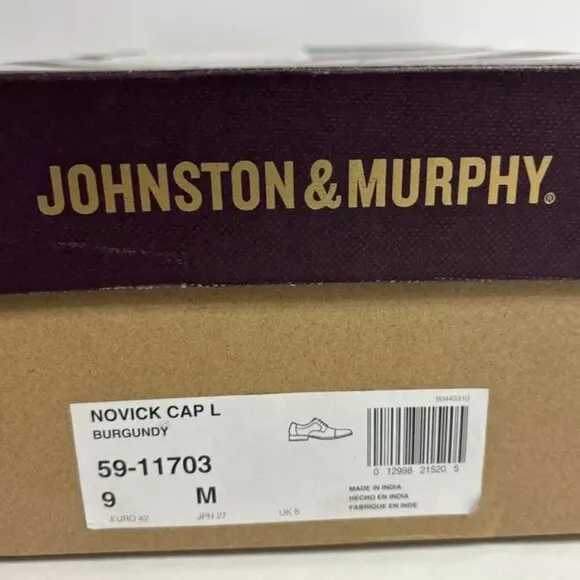 JOHNSTON & MURPHY®
NOVICK CAP L
BURGUNDY
59-11703
9 M
EURO 42 JPN 27 UK 8
0 12998 21520 5
MADE IN INDIA
HECHO EN INDIA
FABRIQUE EN INDE